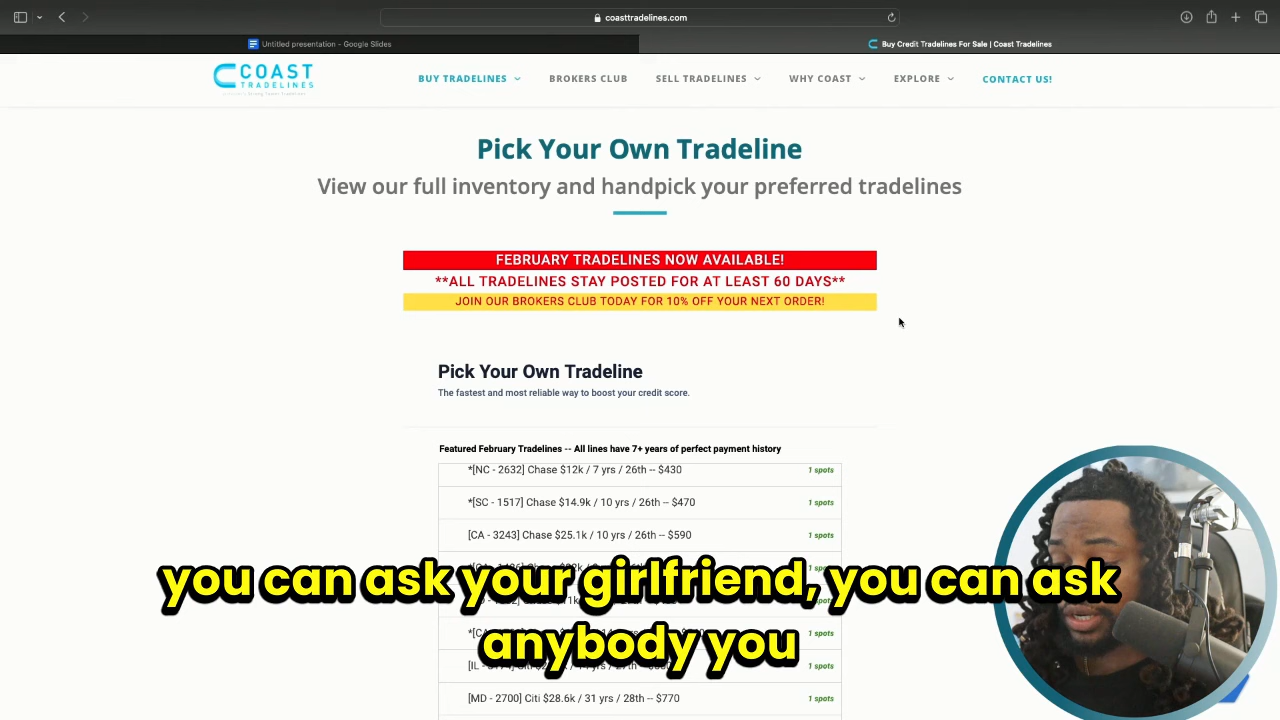 coasttradelines.com
Untitled presentation - Google Slides
Buy Credit Tradelines For Sale | Coast Tradelines
COAST
TRADELINES
BUY TRADELINES
BROKERS CLUB
SELL TRADELINES
WHY COAST
EXPLORE
CONTACT US!
Pick Your Own Tradeline
View our full inventory and handpick your preferred tradelines
FEBRUARY TRADELINES NOW AVAILABLE!
**ALL TRADELINES STAY POSTED FOR AT LEAST 60 DAYS**
JOIN OUR BROKERS CLUB TODAY FOR 10% OFF YOUR NEXT ORDER!
Pick Your Own Tradeline
The fastest and most reliable way to boost your credit score.
Featured February Tradelines -- All lines have 7+ years of perfect payment history
*[NC - 2632] Chase $12k / 7 yrs / 26th -- $430 1 spots
*[SC - 1517] Chase $14.9k / 10 yrs / 26th -- $470 1 spots
[CA - 3243] Chase $25.1k / 10 yrs / 26th -- $590 1 spots
you can ask your girlfriend, you can ask
anybody you
1 spots
[MD - 2700] Citi $28.6k / 31 yrs / 28th -- $770 1 spots